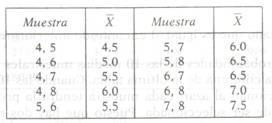 Muestra X̄ Muestra X̄
4, 5 4.5 5, 7 6.0
4, 6 5.0 5, 8 6.5
4, 7 5.5 6, 7 6.5
4, 8 6.0 6, 8 7.0
5, 6 5.5 7, 8 7.5